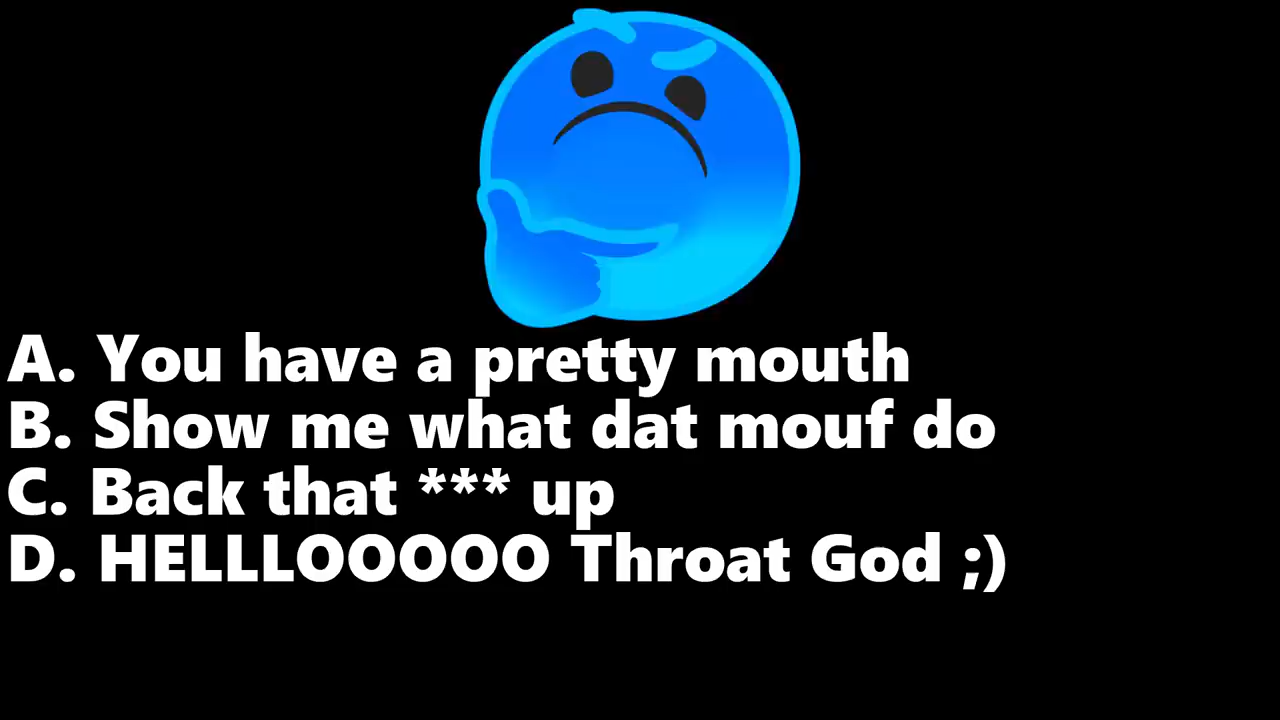 A. You have a pretty mouth
B. Show me what dat mouf do
C. Back that *** up
D. HELLLOOOOO Throat God ;)